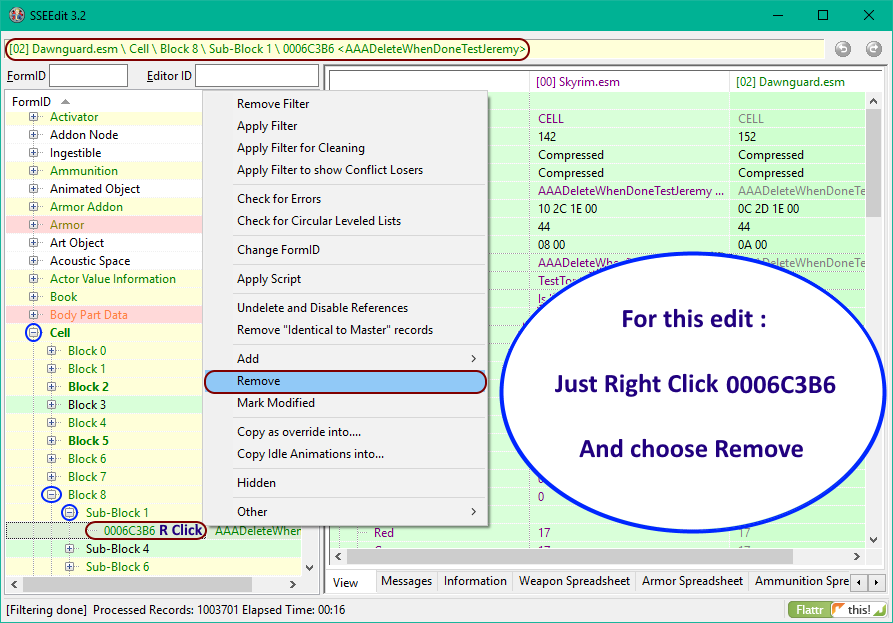 SSEEdit 3.2
[02] Dawnguard.esm \ Cell \ Block 8 \ Sub-Block 1 \ 0006C3B6 <AAADeleteWhenDoneTestJeremy>
FormID
Editor ID
FormID
Activator
Addon Node
Ingestible
Ammunition
Animated Object
Armor Addon
Armor
Art Object
Acoustic Space
Actor Value Information
Book
Body Part Data
Cell
Block 0
Block 1
Block 2
Block 3
Block 4
Block 5
Block 6
Block 7
Block 8
Sub-Block 1
0006C3B6 R Click AAADeleteWhen
Sub-Block 4
Sub-Block 6
Remove Filter
Apply Filter
Apply Filter for Cleaning
Apply Filter to show Conflict Losers
Check for Errors
Check for Circular Leveled Lists
Change FormID
Apply Script
Undelete and Disable References
Remove "Identical to Master" records
Add
Remove
Mark Modified
Copy as override into....
Copy Idle Animations into...
Hidden
Other
[00] Skyrim.esm [02] Dawnguard.esm
CELL CELL
142 152
Compressed Compressed
Compressed Compressed
AAADeleteWhenDoneTestJeremy ... AAADeleteWhenDoneTe
10 2C 1E 00 0C 2D 1E 00
44 44
08 00 0A 00
For this edit :
Just Right Click 0006C3B6
And choose Remove
0
Red 17 17
View Messages Information Weapon Spreadsheet Armor Spreadsheet Ammunition Spre
[Filtering done] Processed Records: 1003701 Elapsed Time: 00:16
Flattr this!